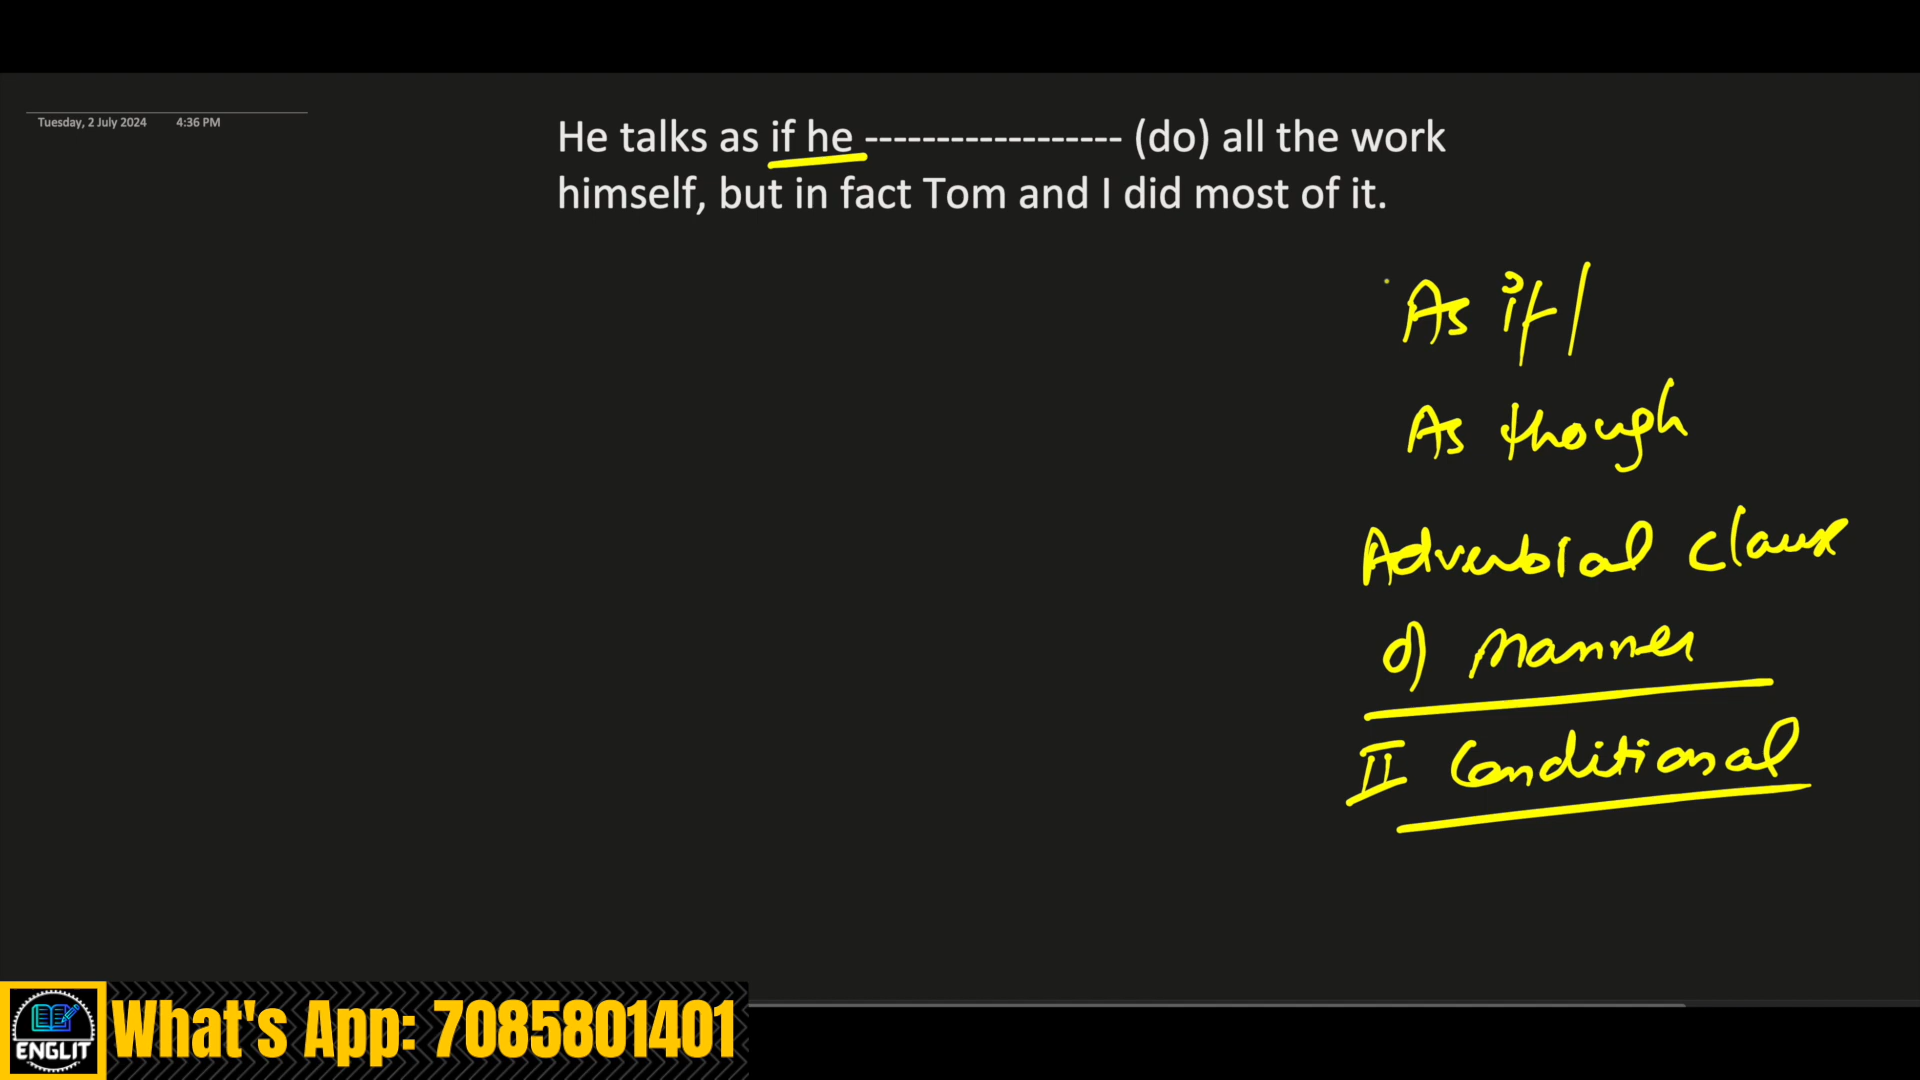 Tuesday, 2 July 2024 4:36 PM
He talks as if he ------------------ (do) all the work
himself, but in fact Tom and I did most of it.
As if/
As though
Adverbial clause
of manner
II Conditional
ENGLIT
What's App: 7085801401